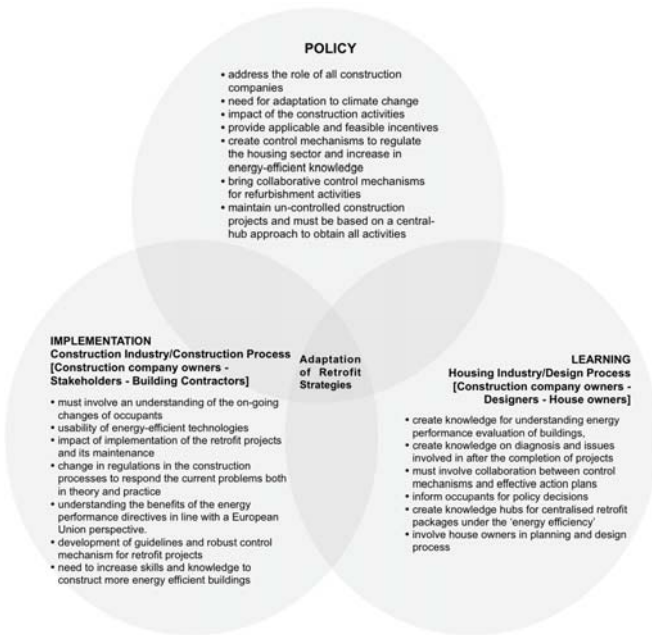 POLICY
• address the role of all construction
companies
• need for adaptation to climate change
• impact of the construction activities
• provide applicable and feasible incentives
• create control mechanisms to regulate
the housing sector and increase in
energy-efficient knowledge
• bring collaborative control mechanisms
for refurbishment activities
• maintain un-controlled construction
projects and must be based on a central-
hub approach to obtain all activities
IMPLEMENTATION
Construction Industry/Construction Process
[Construction company owners -
Stakeholders - Building Contractors]
• must involve an understanding of the on-going
changes of occupants
• usability of energy-efficient technologies
• impact of implementation of the retrofit projects
and its maintenance
• change in regulations in the construction
processes to respond the current problems both
in theory and practice
• understanding the benefits of the energy
performance directives in line with a European
Union perspective.
• development of guidelines and robust control
mechanism for retrofit projects
• need to increase skills and knowledge to
construct more energy efficient buildings
Adaptation
of Retrofit
Strategies
LEARNING
Housing Industry/Design Process
[Construction company owners -
Designers - House owners]
• create knowledge for understanding energy
performance evaluation of buildings,
• create knowledge on diagnosis and issues
involved in after the completion of projects
• must involve collaboration between control
mechanisms and effective action plans
• inform occupants for policy decisions
• create knowledge hubs for centralised retrofit
packages under the 'energy efficiency'
• involve house owners in planning and design
process